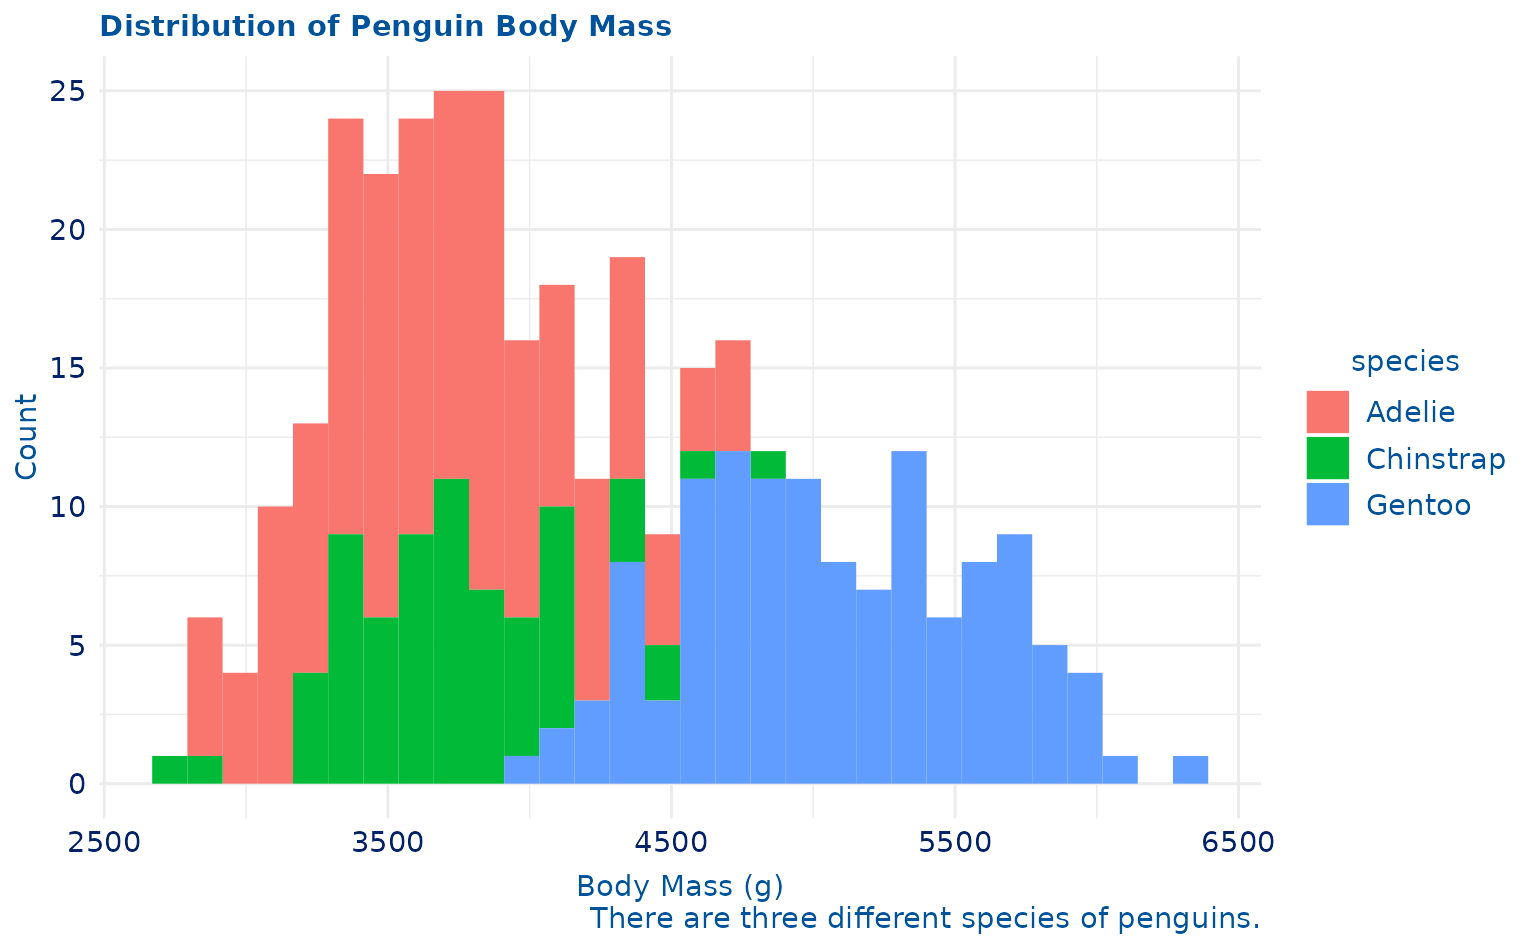 Distribution of Penguin Body Mass
25
20
15
10
5
0
Count
2500 3500 4500 5500 6500
Body Mass (g)
There are three different species of penguins.
species
Adelie
Chinstrap
Gentoo